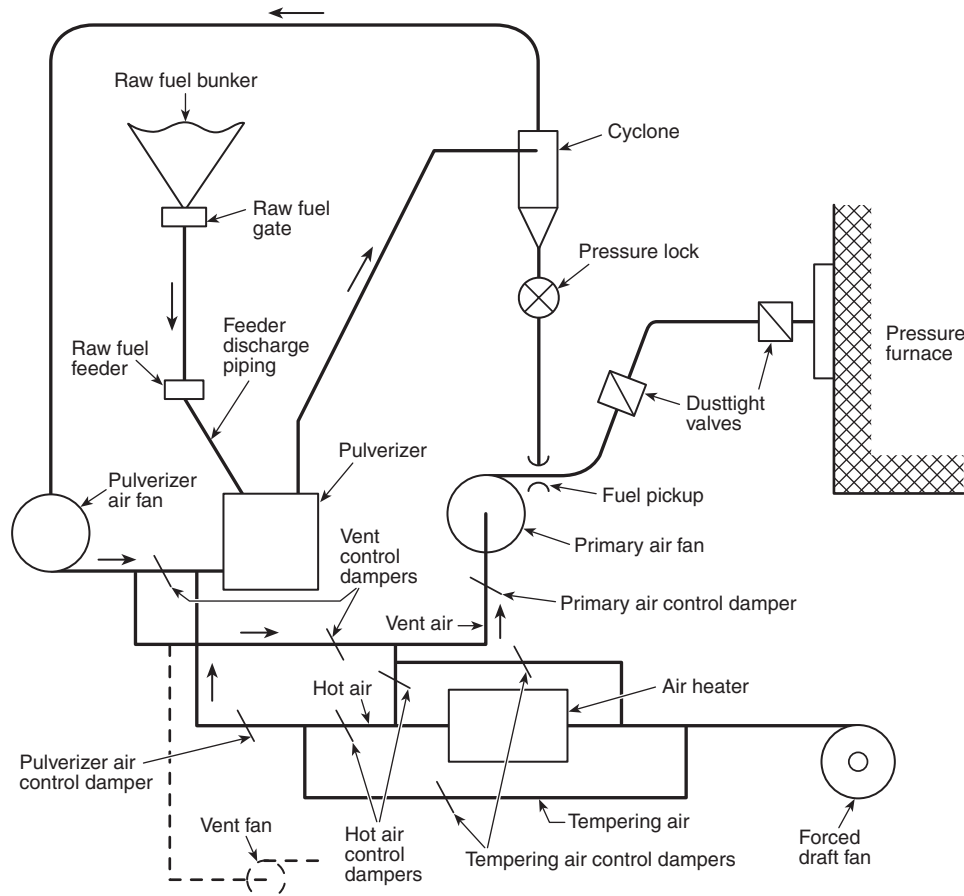 Raw fuel bunker
Cyclone
Raw fuel
gate
Pressure lock
Feeder
discharge
piping
Raw fuel
feeder
Pressure
furnace
Dusttight
valves
Pulverizer
Pulverizer
air fan
Fuel pickup
Vent
control
dampers
Primary air fan
Primary air control damper
Vent air
Hot air
Air heater
Pulverizer air
control damper
Tempering air
Vent fan
Hot air
control
dampers
Tempering air control dampers
Forced
draft fan